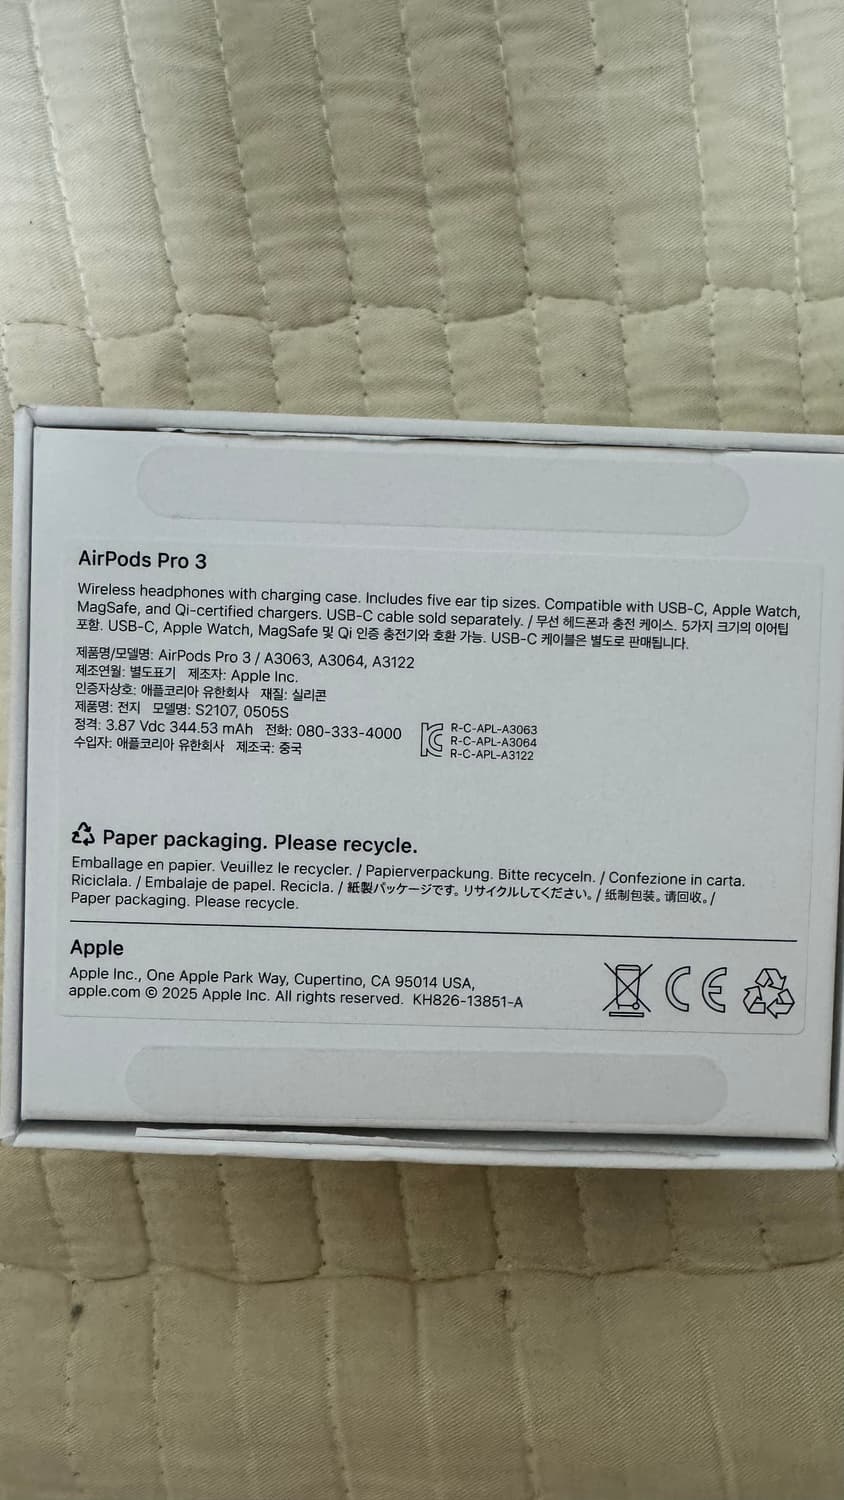 AirPods Pro 3
Wireless headphones with charging case. Includes five ear tip sizes. Compatible with USB-C, Apple Watch,
MagSafe, and Qi-certified chargers. USB-C cable sold separately. / 무선 헤드폰과 충전 케이스. 5가지 크기의 이어팁
포함. USB-C, Apple Watch, MagSafe 및 Qi 인증 충전기와 호환 가능. USB-C 케이블은 별도로 판매됩니다.
제품명/모델명: AirPods Pro 3 / A3063, A3064, A3122
제조연월: 별도표기 제조자: Apple Inc.
인증자상호: 애플코리아 유한회사 재질: 실리콘
제품명: 전지 모델명: S2107, 0505S
정격: 3.87 Vdc 344.53 mAh 전화: 080-333-4000
수입자: 애플코리아 유한회사 제조국: 중국
R-C-APL-A3063
R-C-APL-A3064
R-C-APL-A3122
Paper packaging. Please recycle.
Emballage en papier. Veuillez le recycler. / Papierverpackung. Bitte recyceln. / Confezione in carta.
Riciclala. / Embalaje de papel. Recicla. / 紙製パッケージです。リサイクルしてください。/ 纸制包装。请回收。/
Paper packaging. Please recycle.
Apple
Apple Inc., One Apple Park Way, Cupertino, CA 95014 USA,
apple.com © 2025 Apple Inc. All rights reserved. KH826-13851-A
CE